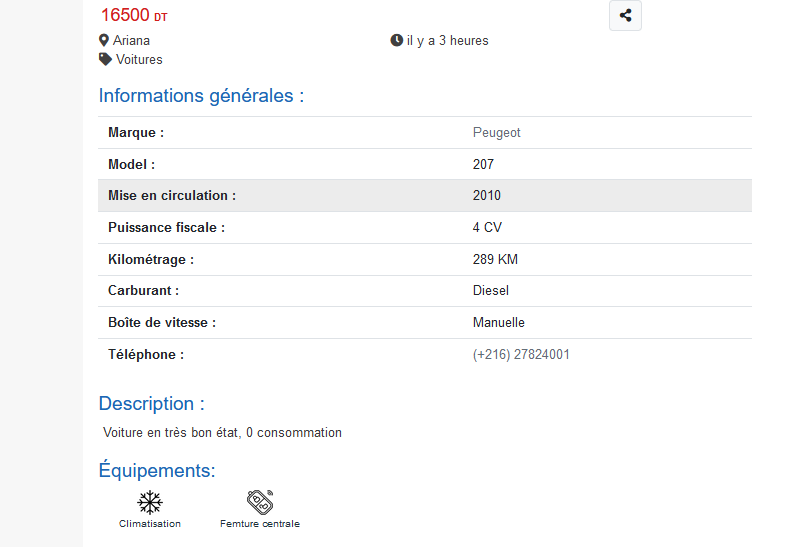 16500 DT
Ariana
il y a 3 heures
Voitures
Informations générales :
Marque : Peugeot
Model : 207
Mise en circulation : 2010
Puissance fiscale : 4 CV
Kilométrage : 289 KM
Carburant : Diesel
Boîte de vitesse : Manuelle
Téléphone : (+216) 27824001
Description :
Voiture en très bon état, 0 consommation
Équipements:
Climatisation
Femture centrale